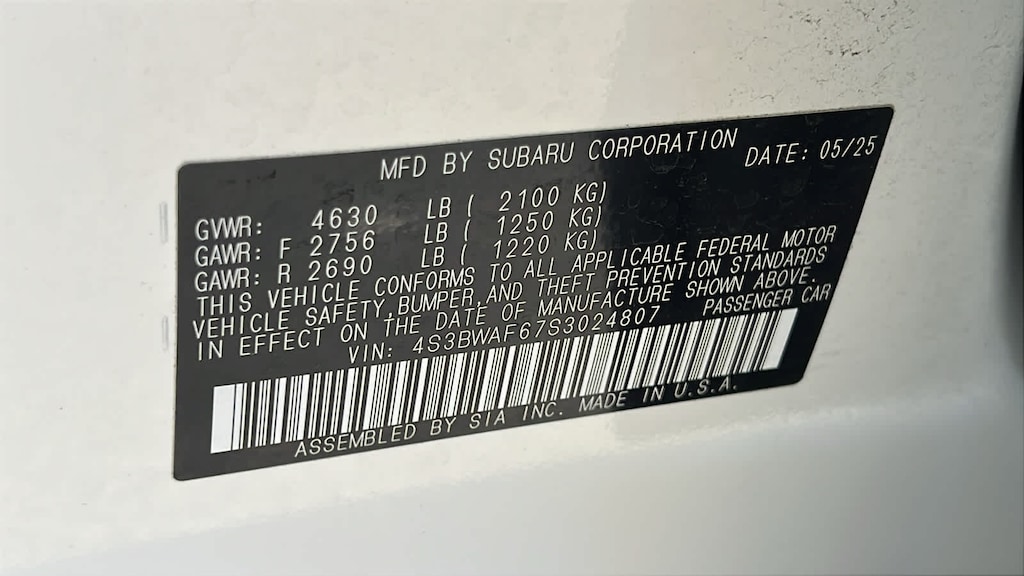 MFD BY SUBARU CORPORATION DATE: 05/25
GVWR: 4630 LB ( 2100 KG)
GAWR: F 2756 LB ( 1250 KG)
GAWR: R 2690 LB ( 1220 KG)
THIS VEHICLE CONFORMS TO ALL APPLICABLE FEDERAL MOTOR
VEHICLE SAFETY,BUMPER,AND THEFT PREVENTION STANDARDS
IN EFFECT ON THE DATE OF MANUFACTURE SHOWN ABOVE.
VIN: 4S3BWAF67S3024807 PASSENGER CAR
ASSEMBLED BY SIA INC. MADE IN U.S.A.